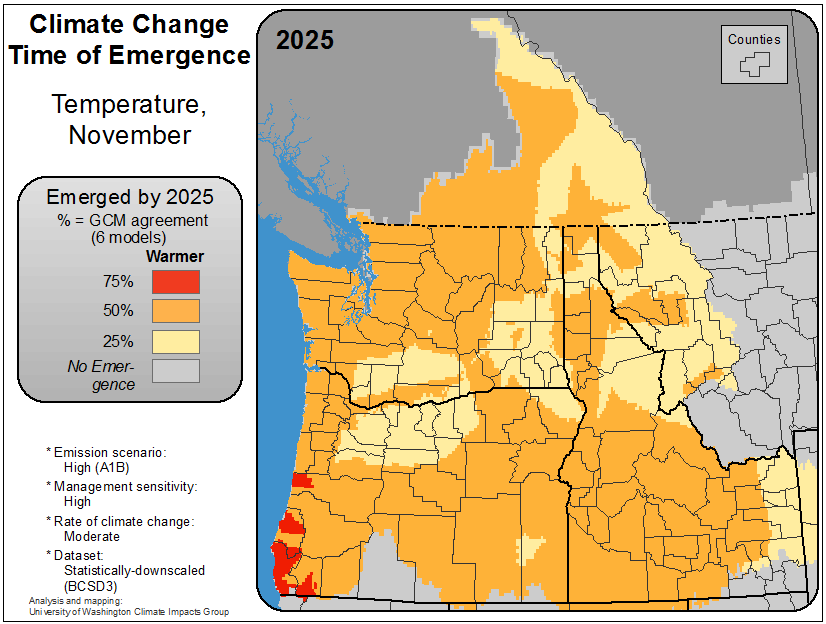 Climate Change
Time of Emergence
Temperature,
November
Emerged by 2025
% = GCM agreement
(6 models)
Warmer
75%
50%
25%
No Emer-
gence
* Emission scenario:
High (A1B)
* Management sensitivity:
High
* Rate of climate change:
Moderate
* Dataset:
Statistically-downscaled
(BCSD3)
Analysis and mapping:
University of Washington Climate Impacts Group
2025
Counties